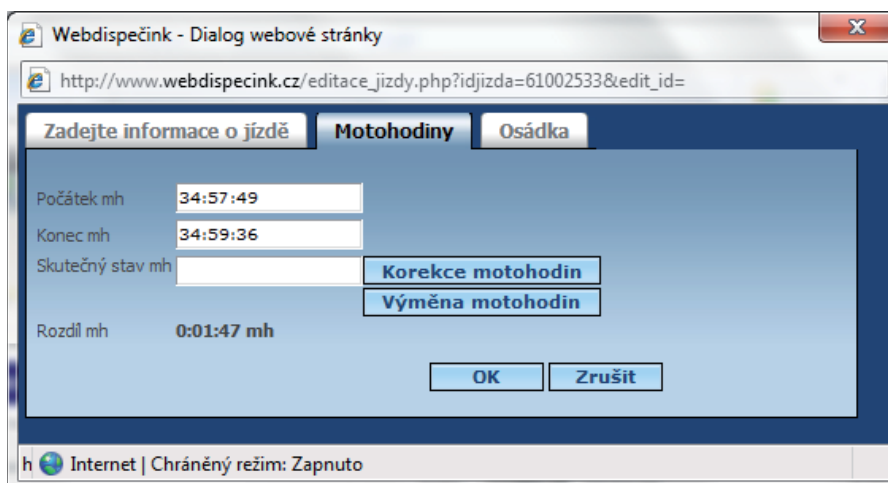 Webdispečink - Dialog webové stránky
X
http://www.webdispecink.cz/editace_jizdy.php?idjizda=61002533&edit_id=
Zadejte informace o jízdě Motohodiny Osádka
Počátek mh 34:57:49
Konec mh 34:59:36
Skutečný stav mh Korekce motohodin
Výměna motohodin
Rozdíl mh 0:01:47 mh
OK Zrušit
h Internet | Chráněný režim: Zapnuto